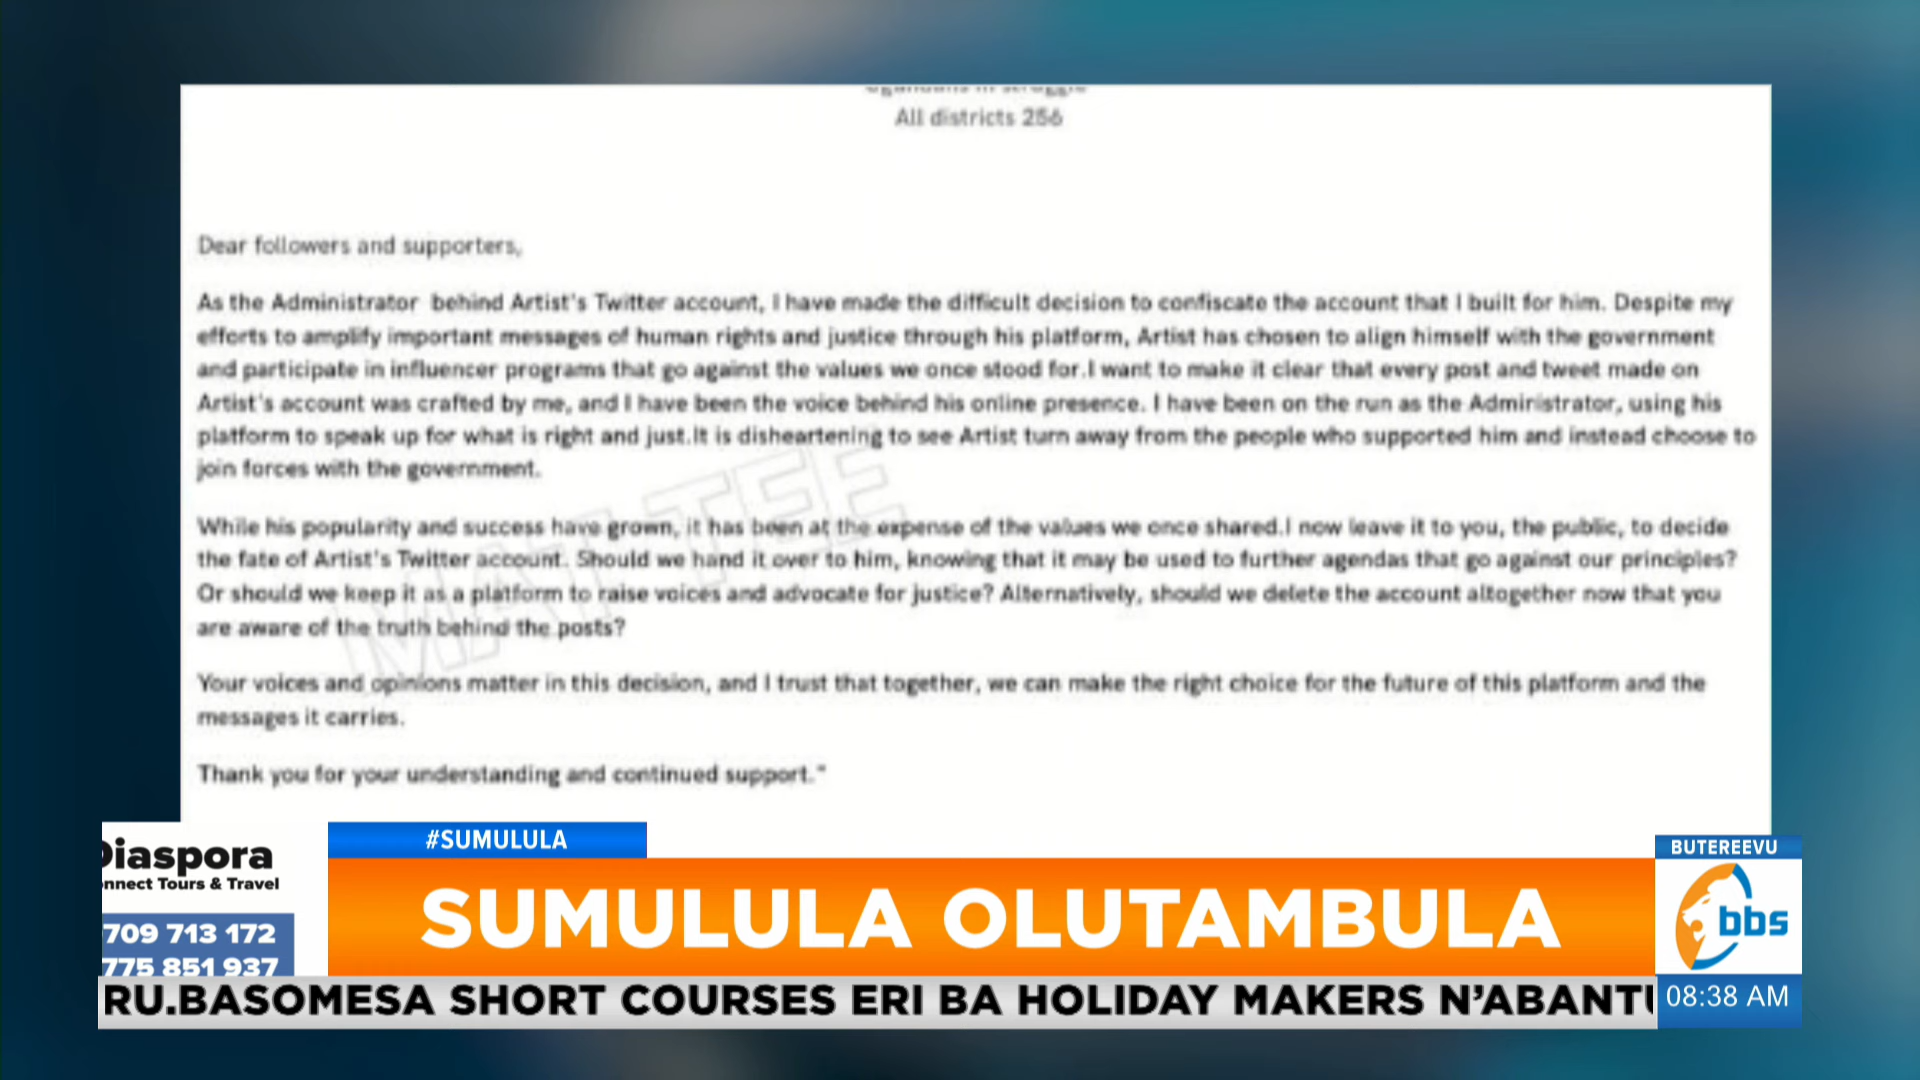 Ugandans in struggle
All districts 256
Dear followers and supporters,
As the Administrator behind Artist's Twitter account, I have made the difficult decision to confiscate the account that I built for him. Despite my
efforts to amplify important messages of human rights and justice through his platform, Artist has chosen to align himself with the government
and participate in influencer programs that go against the values we once stood for.I want to make it clear that every post and tweet made on
Artist's account was crafted by me, and I have been the voice behind his online presence. I have been on the run as the Administrator, using his
platform to speak up for what is right and just.It is disheartening to see Artist turn away from the people who supported him and instead choose to
join forces with the government.
While his popularity and success have grown, it has been at the expense of the values we once shared.I now leave it to you, the public, to decide
the fate of Artist's Twitter account. Should we hand it over to him, knowing that it may be used to further agendas that go against our principles?
Or should we keep it as a platform to raise voices and advocate for justice? Alternatively, should we delete the account altogether now that you
are aware of the truth behind the posts?
Your voices and opinions matter in this decision, and I trust that together, we can make the right choice for the future of this platform and the
messages it carries.
Thank you for your understanding and continued support."
Diaspora
nnect Tours & Travel
709 713 172
775 851 937
#SUMULULA
SUMULULA OLUTAMBULA
BUTEREEVU
bbs
RU.BASOMESA SHORT COURSES ERI BA HOLIDAY MAKERS N'ABANTU
08:38 AM